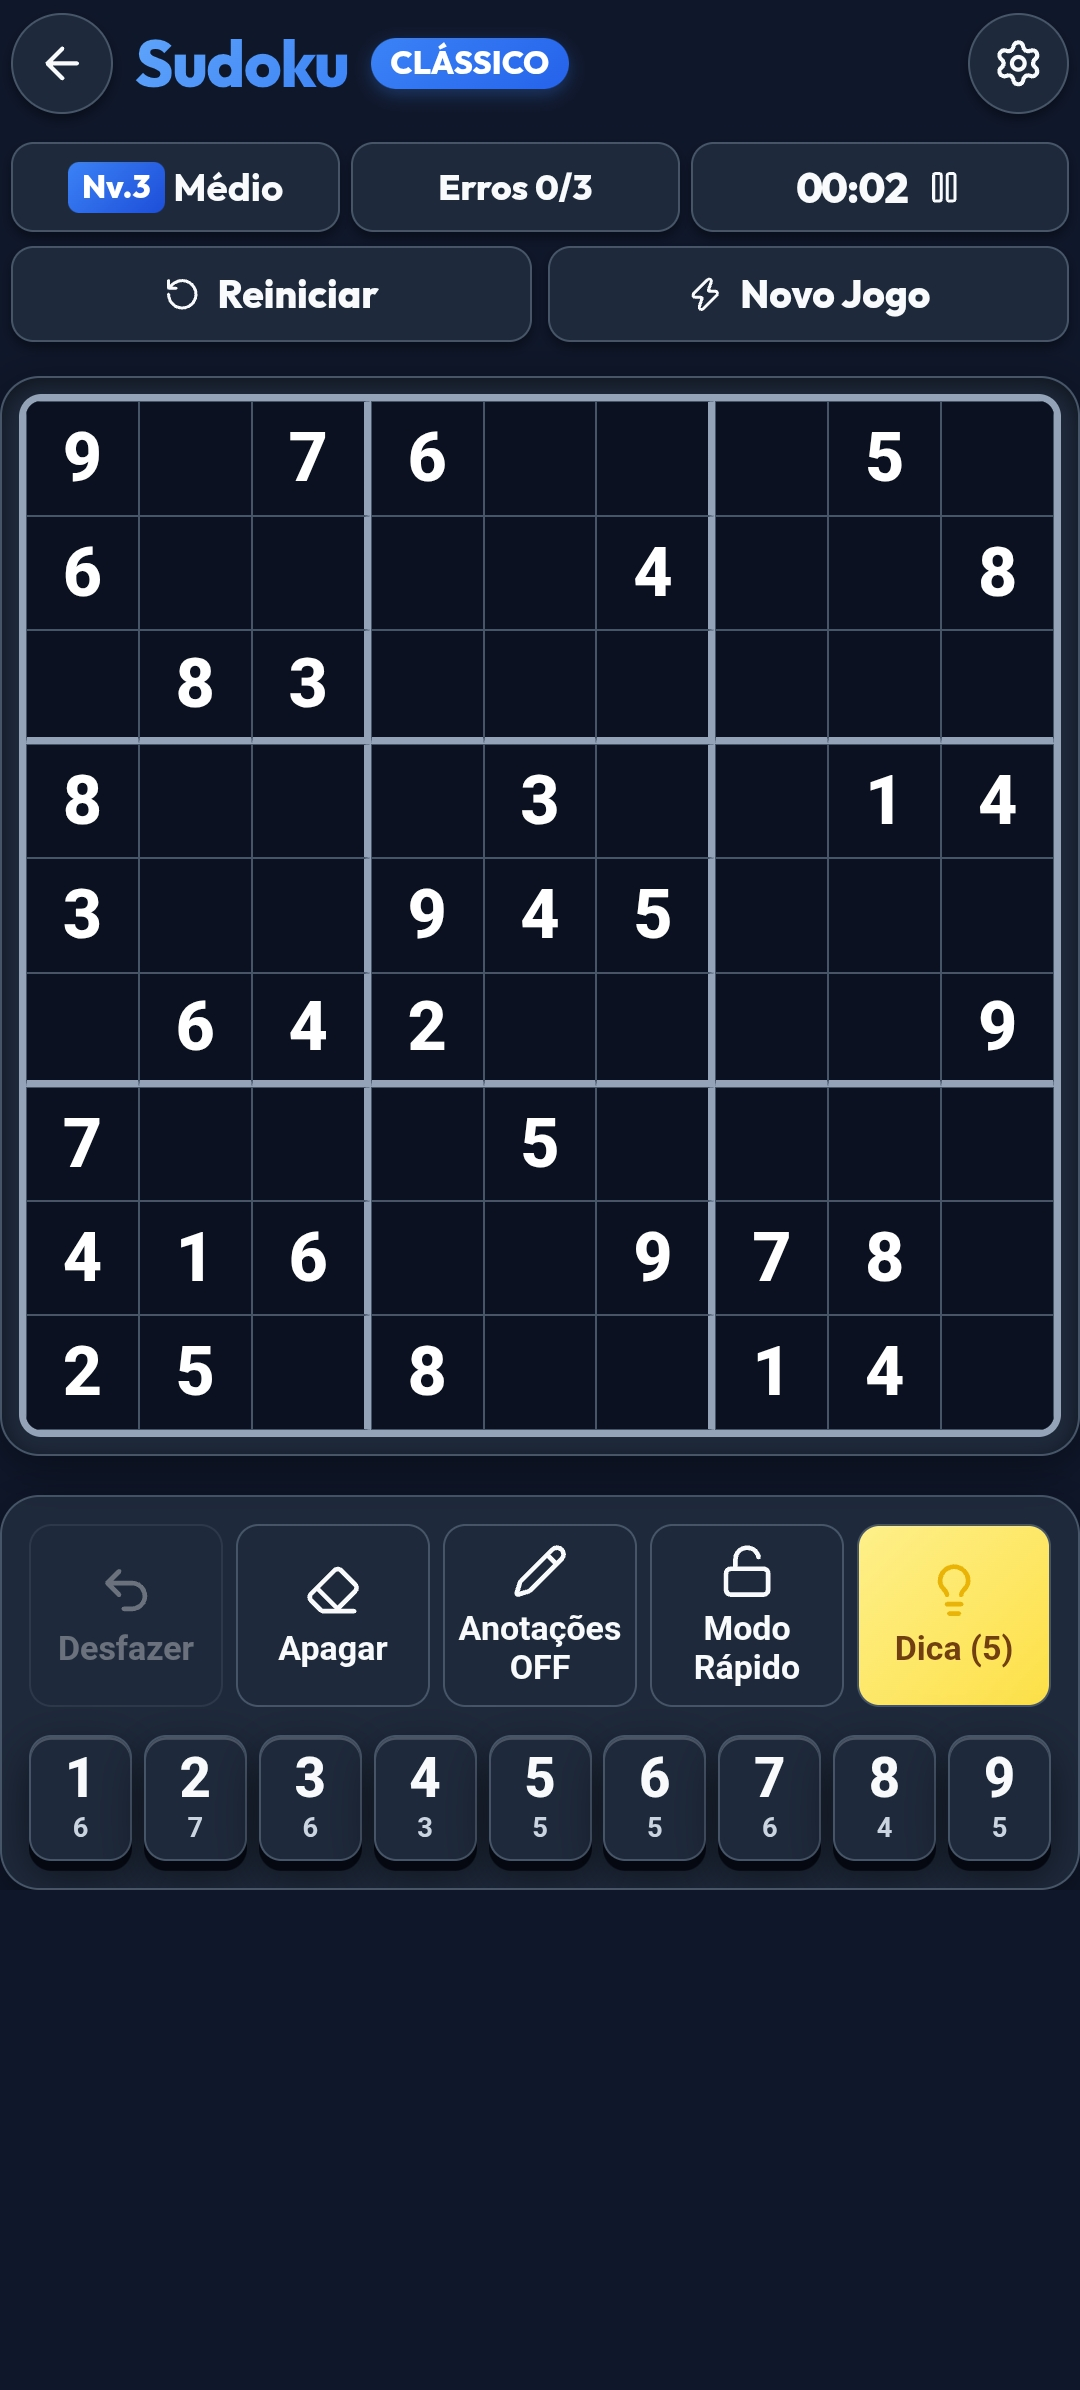 Sudoku CLÁSSICO
Nv.3 Médio Erros 0/3 00:02
Reiniciar Novo Jogo
9 7 6 5
6 4 8
8 3
8 3 1 4
3 9 4 5
6 4 2 9
7 5
4 1 6 9 7 8
2 5 8 1 4
Desfazer Apagar Anotações OFF Modo Rápido Dica (5)
1 2 3 4 5 6 7 8 9
6 7 6 3 5 5 6 4 5